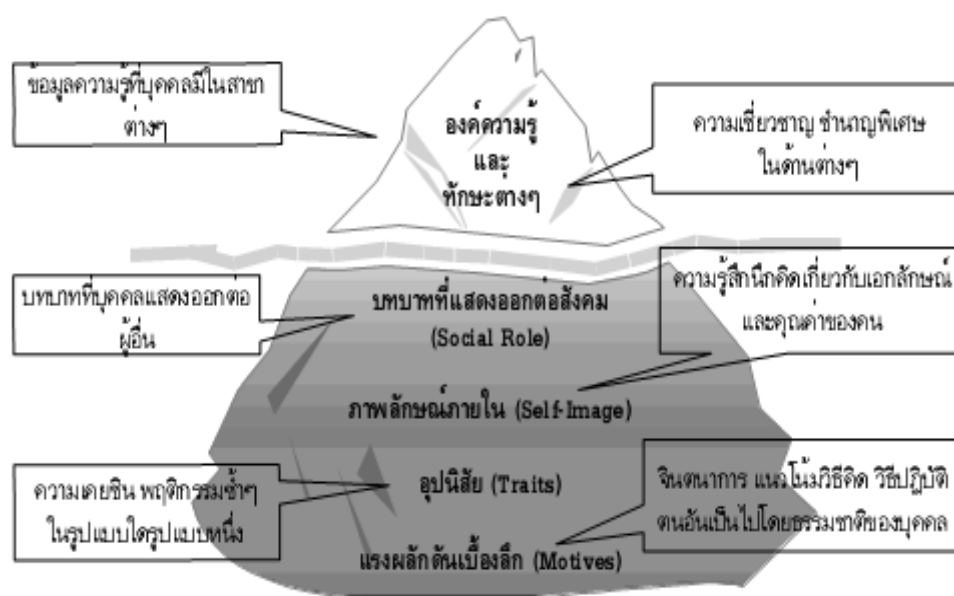 ข้อมูลความรู้ที่บุคคลมีในสาขา
ต่างๆ
องค์ความรู้
และ
ทักษะต่างๆ
ความเชี่ยวชาญ ชำนาญพิเศษ
ในด้านต่างๆ
บทบาทที่บุคคลแสดงออกต่อ
ผู้อื่น
บทบาทที่แสดงออกต่อสังคม
(Social Role)
ความรู้สึกนึกคิดเกี่ยวกับเอกลักษณ์
และคุณค่าของคน
ภาพลักษณ์ภายใน (Self-Image)
ความเคยชิน พฤติกรรมซ้ำๆ
ในรูปแบบใดรูปแบบหนึ่ง
อุปนิสัย (Traits)
จินตนาการ แนวโน้มวิธีคิด วิธีปฏิบัติ
ตนอันเป็นไปโดยธรรมชาติของบุคคล
แรงผลักดันเบื้องลึก (Motives)